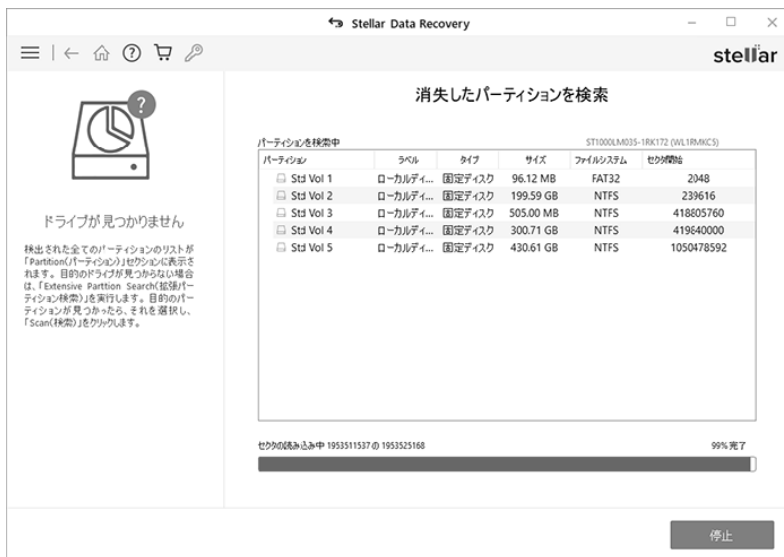 Stellar Data Recovery
stellar
消失したパーティションを検索
パーティションを検索中 ST1000LM035-1RK172 (WL1RMKC5)
パーティション ラベル タイプ サイズ ファイルシステム セクタ開始
Std Vol 1 ローカルディ... 固定ディスク 96.12 MB FAT32 2048
Std Vol 2 ローカルディ... 固定ディスク 199.59 GB NTFS 239616
Std Vol 3 ローカルディ... 固定ディスク 505.00 MB NTFS 418805760
Std Vol 4 ローカルディ... 固定ディスク 300.71 GB NTFS 419840000
Std Vol 5 ローカルディ... 固定ディスク 430.61 GB NTFS 1050478592
ドライブが見つかりません
検出された全てのパーティションのリストが
「Partition(パーティション)」セクションに表示さ
れます。目的のドライブが見つからない場合
は、「Extensive Parttion Search(拡張パー
ティション検索)」を実行します。目的のパー
ティションが見つかったら、それを選択し、
「Scan(検索)」をクリックします。
セクタの読み込み中 1953511537 の 1953525168 99% 完了
停止